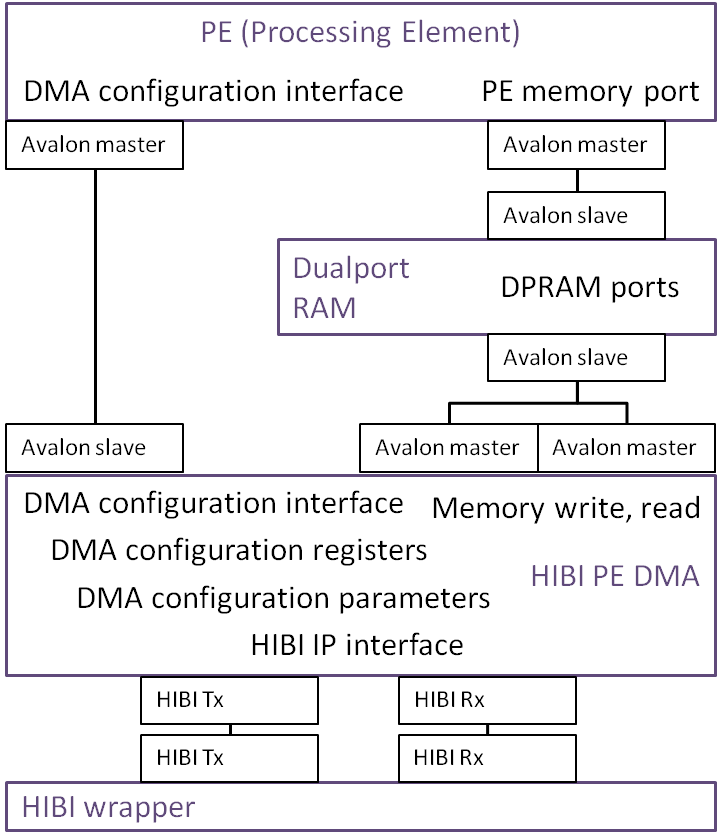 PE (Processing Element)
DMA configuration interface
PE memory port
Avalon master
Avalon master
Avalon slave
Dualport
RAM
DPRAM ports
Avalon slave
Avalon slave
Avalon master
Avalon master
DMA configuration interface
Memory write, read
DMA configuration registers
HIBI PE DMA
DMA configuration parameters
HIBI IP interface
HIBI Tx
HIBI Rx
HIBI Tx
HIBI Rx
HIBI wrapper